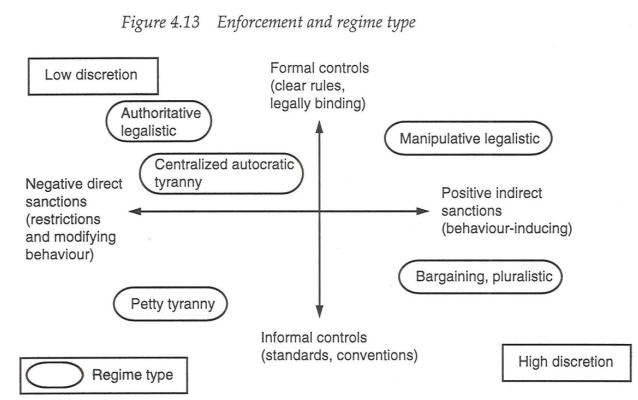 Figure 4.13 Enforcement and regime type
Low discretion
Formal controls
(clear rules,
legally binding)
Authoritative
legalistic
Manipulative legalistic
Centralized autocratic
tyranny
Negative direct
sanctions
(restrictions
and modifying
behaviour)
Positive indirect
sanctions
(behaviour-inducing)
Bargaining, pluralistic
Petty tyranny
Informal controls
(standards, conventions)
High discretion
Regime type